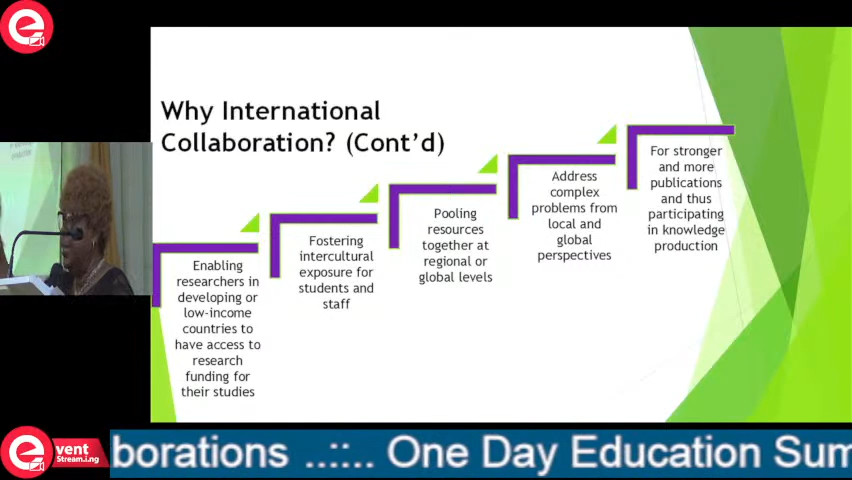 Why International
Collaboration? (Cont’d)
Enabling
researchers in
developing or
low-income
countries to
have access to
research
funding for
their studies
Fostering
intercultural
exposure for
students and
staff
Pooling
resources
together at
regional or
global levels
Address
complex
problems from
local and
global
perspectives
For stronger
and more
publications
and thus
participating
in knowledge
production
e
e
vent
Stream.i.ng
borations ..::.. One Day Education Sum